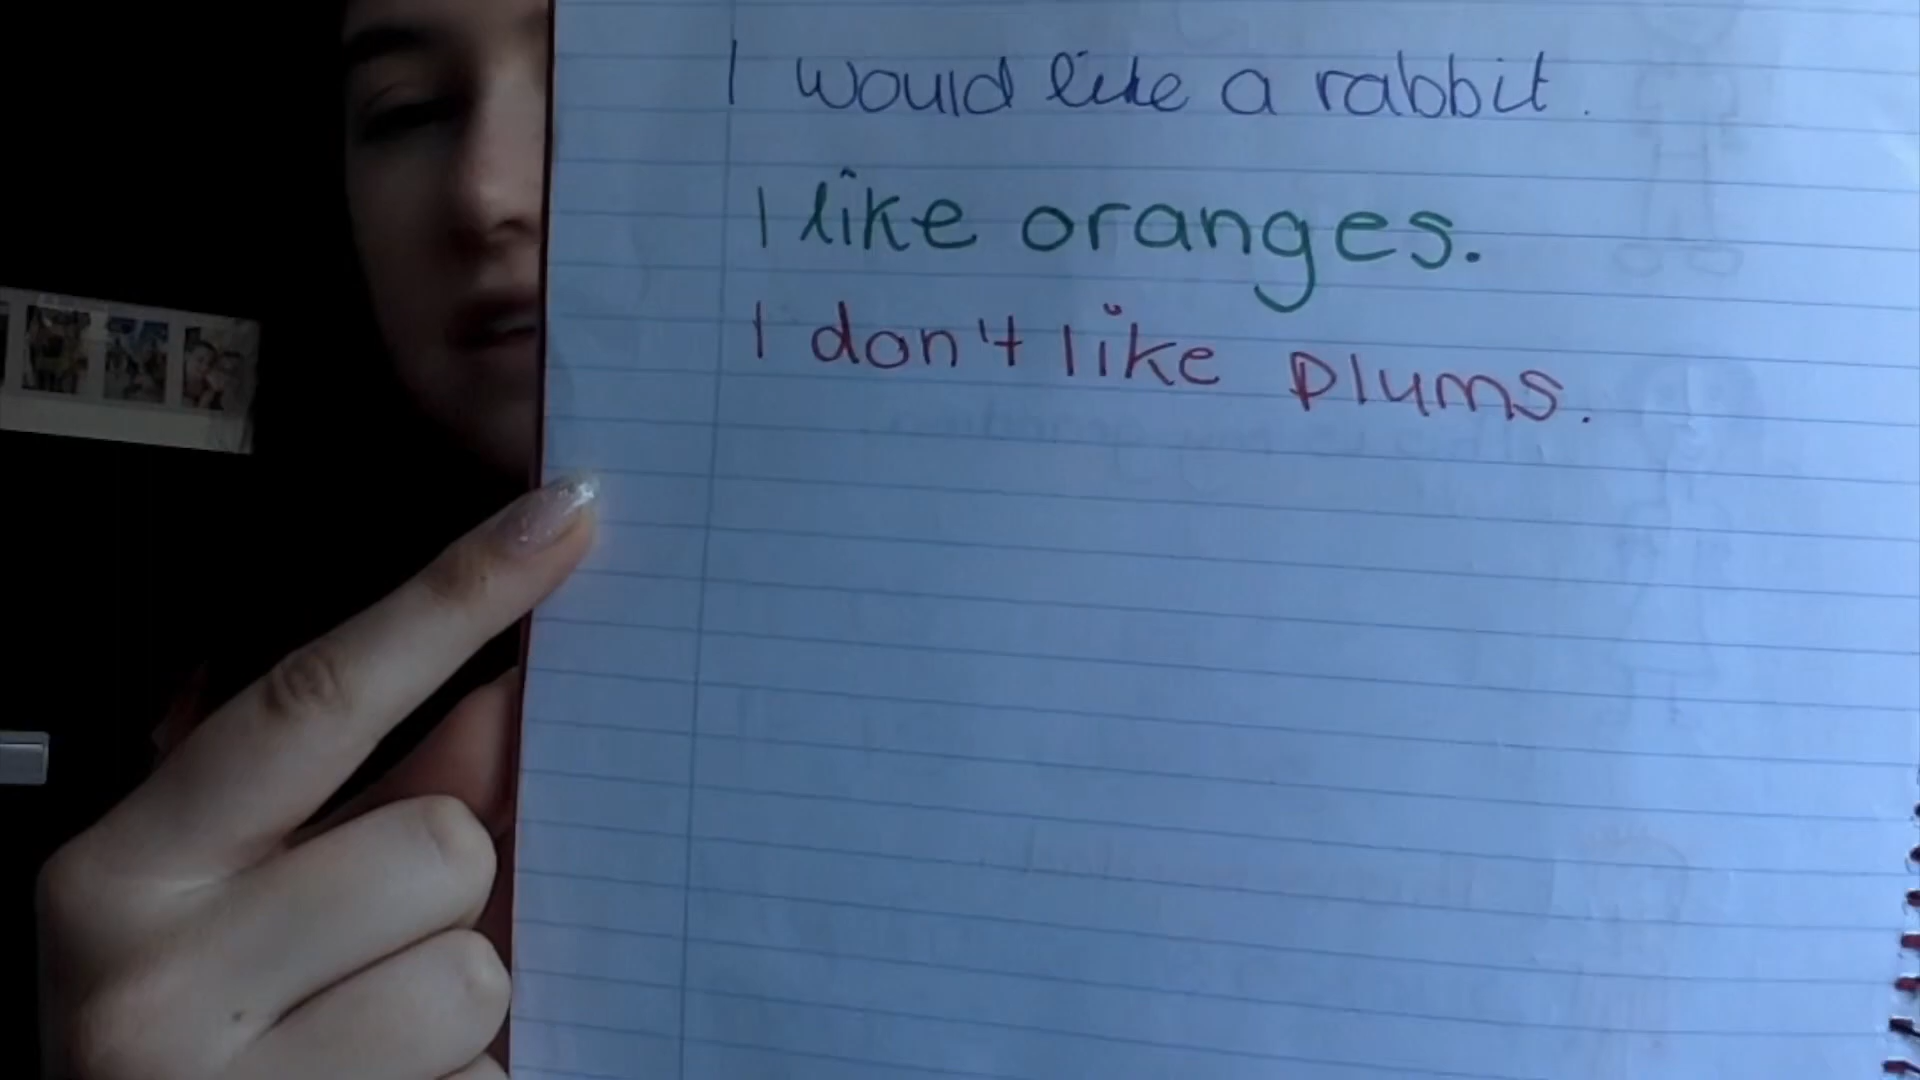 I would like a rabbit.
I like oranges.
I don't like plums.